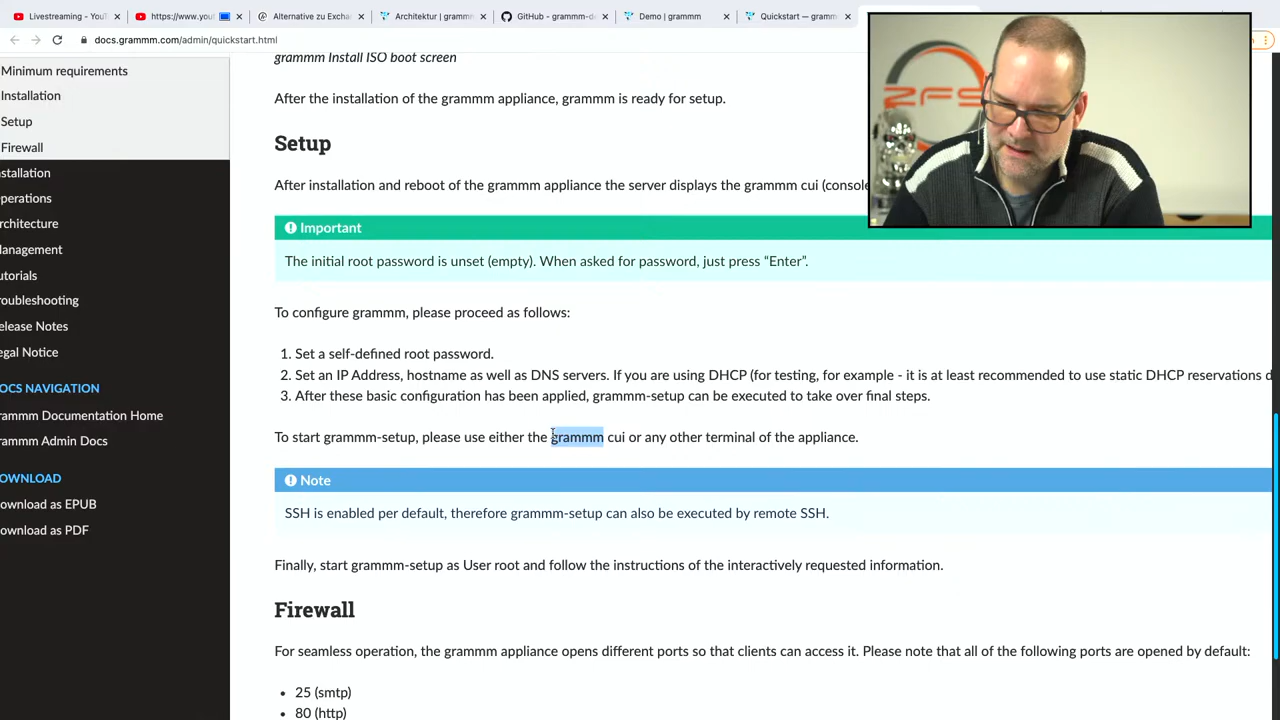 Livestreaming - YouT
https://www.yout
Alternative zu Excha
Architektur | gramm
GitHub - grammm-de
Demo | grammm
Quickstart — gramm
docs.grammm.com/admin/quickstart.html
Minimum requirements
Installation
Setup
Firewall
nstallation
perations
rchitecture
anagement
utorials
roubleshooting
elease Notes
egal Notice
OCS NAVIGATION
rammm Documentation Home
rammm Admin Docs
OWNLOAD
ownload as EPUB
ownload as PDF
grammm Install ISO boot screen
After the installation of the grammm appliance, grammm is ready for setup.
Setup
After installation and reboot of the grammm appliance the server displays the grammm cui (console
Important
The initial root password is unset (empty). When asked for password, just press “Enter”.
To configure grammm, please proceed as follows:
1. Set a self-defined root password.
2. Set an IP Address, hostname as well as DNS servers. If you are using DHCP (for testing, for example - it is at least recommended to use static DHCP reservations d
3. After these basic configuration has been applied, grammm-setup can be executed to take over final steps.
To start grammm-setup, please use either the grammm cui or any other terminal of the appliance.
Note
SSH is enabled per default, therefore grammm-setup can also be executed by remote SSH.
Finally, start grammm-setup as User root and follow the instructions of the interactively requested information.
Firewall
For seamless operation, the grammm appliance opens different ports so that clients can access it. Please note that all of the following ports are opened by default:
• 25 (smtp)
• 80 (http)
ZFS